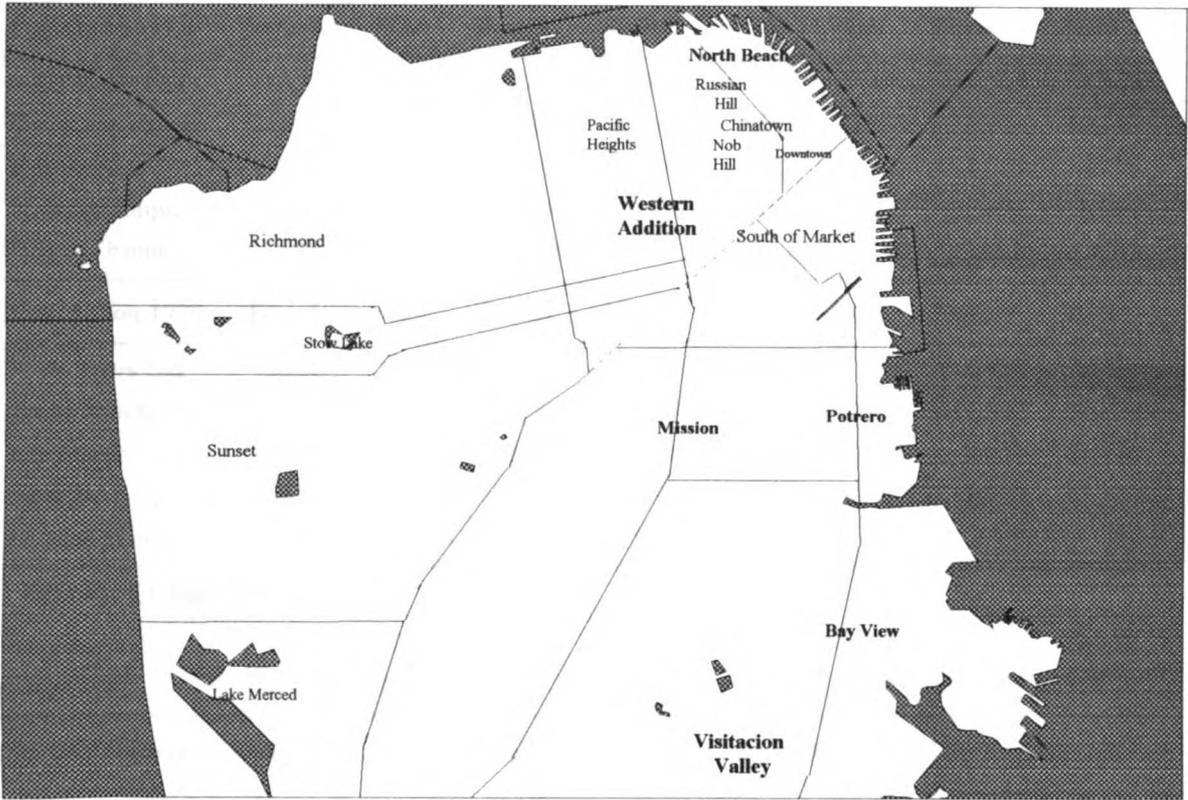 North Beach
Russian
Hill
Pacific
Heights
Chinatown
Nob
Hill
Downtown
Western
Addition
South of Market
Richmond
Stow Lake
Mission
Potrero
Sunset
Bay View
Lake Merced
Visitacion
Valley